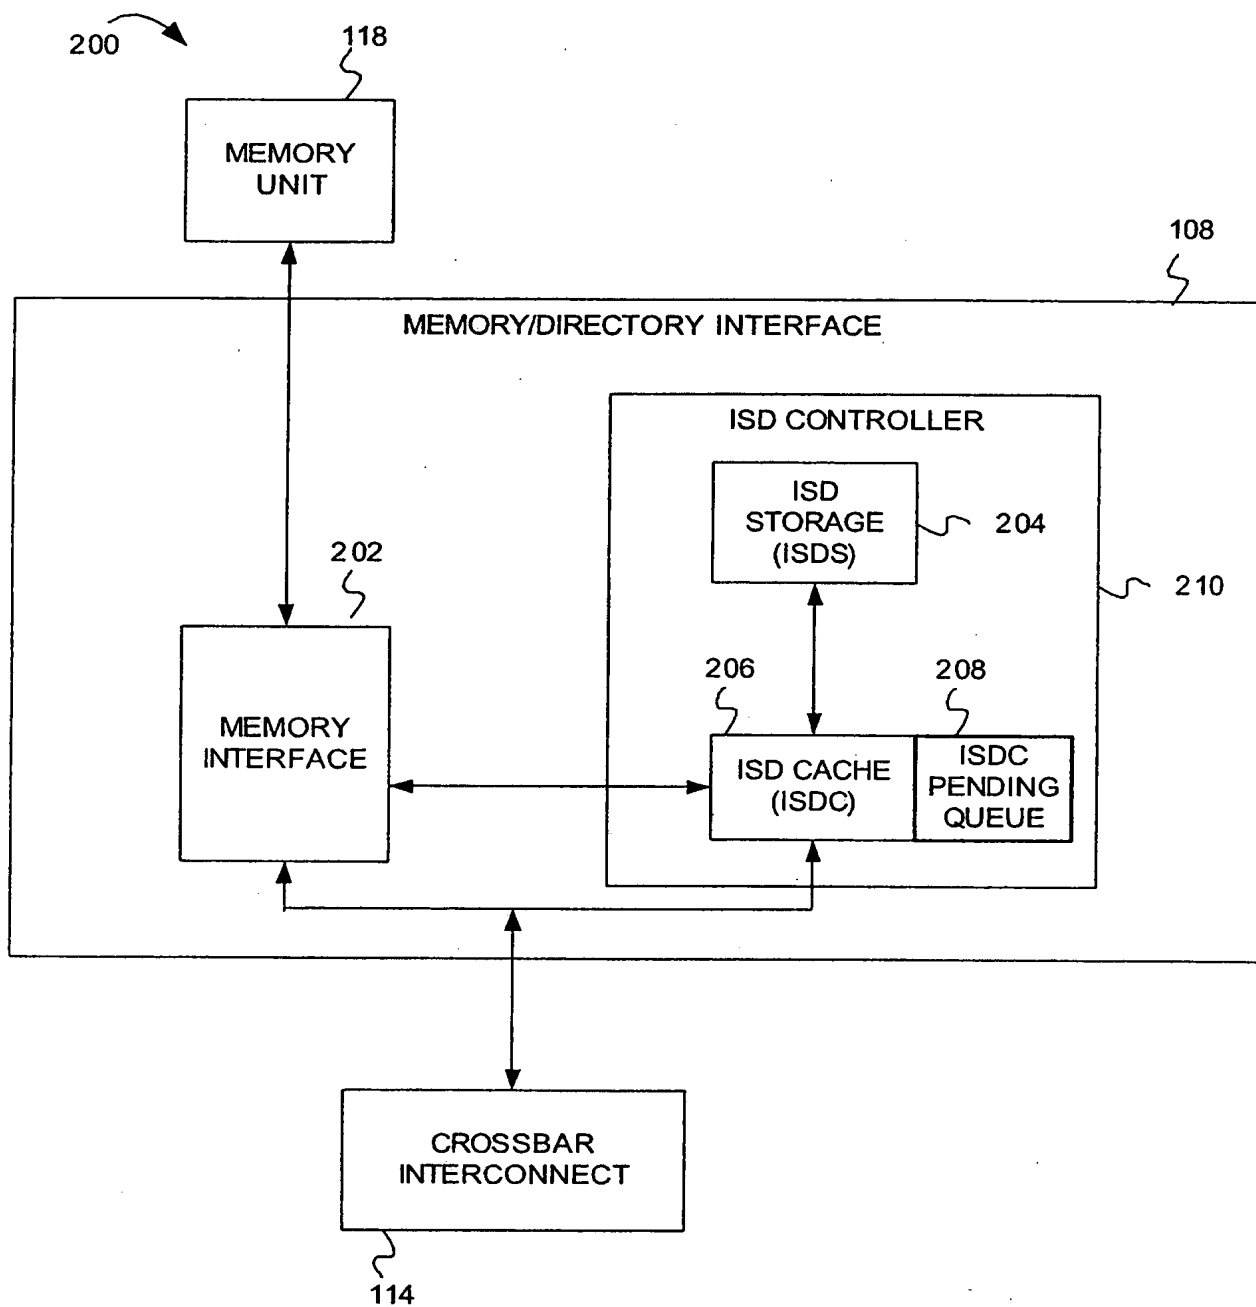 200
118
MEMORY
UNIT
108
MEMORY/DIRECTORY INTERFACE
ISD CONTROLLER
ISD
STORAGE
(ISDS)
204
202
210
206
208
MEMORY
INTERFACE
ISD CACHE
(ISDC)
ISDC
PENDING
QUEUE
CROSSBAR
INTERCONNECT
114